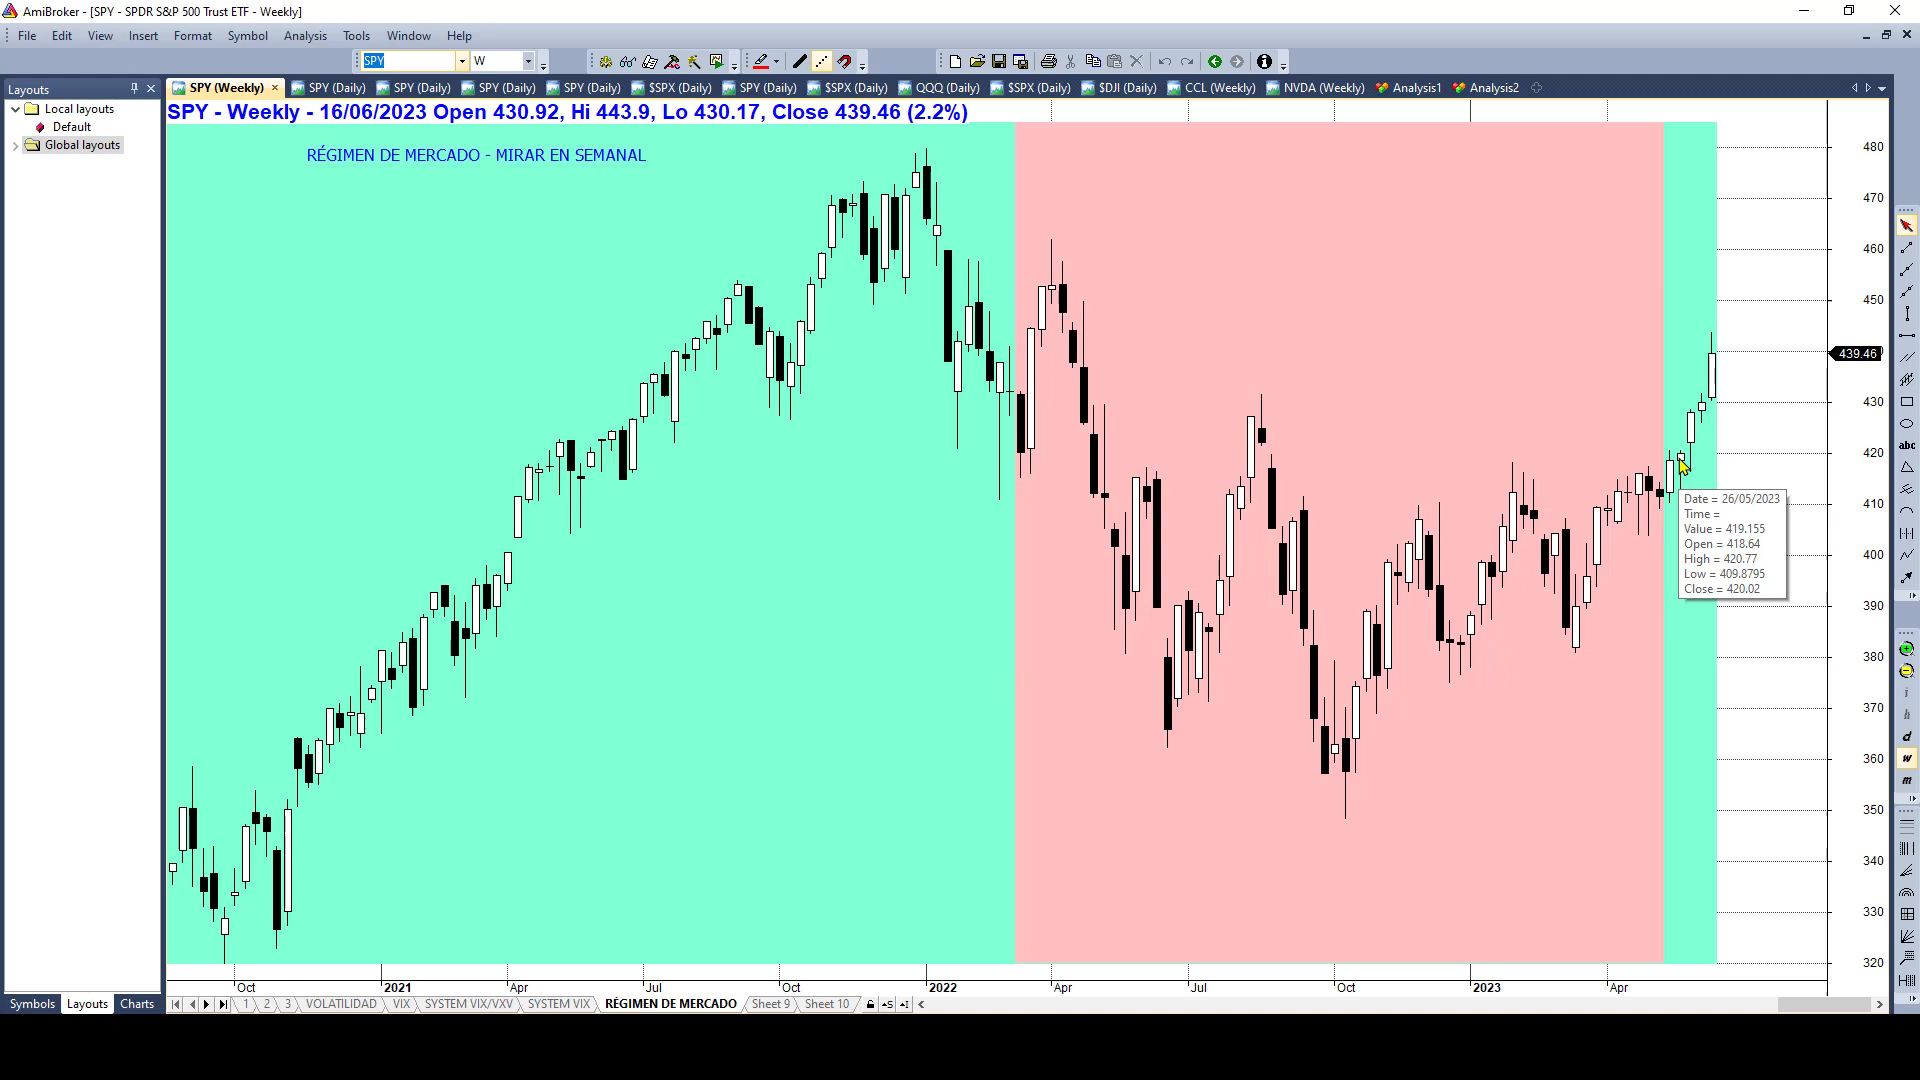 AmiBroker - [SPY - SPDR S&P 500 Trust ETF - Weekly]
File Edit View Insert Format Symbol Analysis Tools Window Help
SPY W
Layouts
Local layouts
Default
Global layouts
SPY (Weekly) SPY (Daily) SPY (Daily) SPY (Daily) SPY (Daily) $SPX (Daily) SPY (Daily) $SPX (Daily) QQQ (Daily) $SPX (Daily) $DJI (Daily) CCL (Weekly) NVDA (Weekly) Analysis1 Analysis2
SPY - Weekly - 16/06/2023 Open 430.92, Hi 443.9, Lo 430.17, Close 439.46 (2.2%)
RÉGIMEN DE MERCADO - MIRAR EN SEMANAL
480
470
460
450
439.46
430
420
410
400
390
380
370
360
350
340
330
320
Date = 26/05/2023
Time =
Value = 419.155
Open = 418.64
High = 420.77
Low = 409.8795
Close = 420.02
abc
i
h
d
w
m
Oct 2021 Apr Jul Oct 2022 Apr Jul Oct 2023 Apr
Symbols Layouts Charts
1 2 3 VOLATILIDAD VIX SYSTEM VIX/VXV SYSTEM VIX RÉGIMEN DE MERCADO Sheet 9 Sheet 10